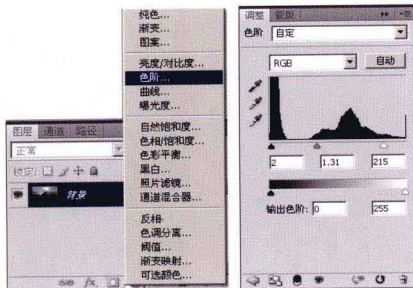 纯色...
渐变...
图案...
亮度/对比度...
色阶...
曲线...
曝光度...
自然饱和度...
色相/饱和度...
色彩平衡...
黑白...
照片滤镜...
通道混合器...
反相
色调分离...
阈值...
渐变映射...
可选颜色...
图层 通道 路径
正常
锁定:
背景
fx.
调整 蒙版
色阶 自定
RGB 自动
2 1.31 215
输出色阶: 0 255